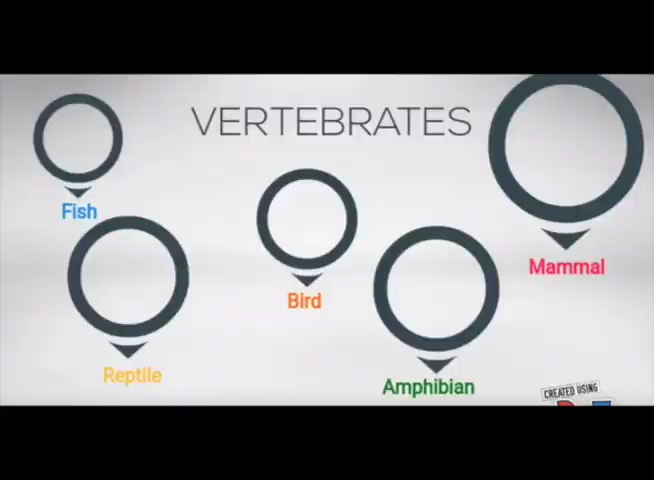 VERTEBRATES
Fish
Mammal
Bird
Reptile
Amphibian
CREATED USING